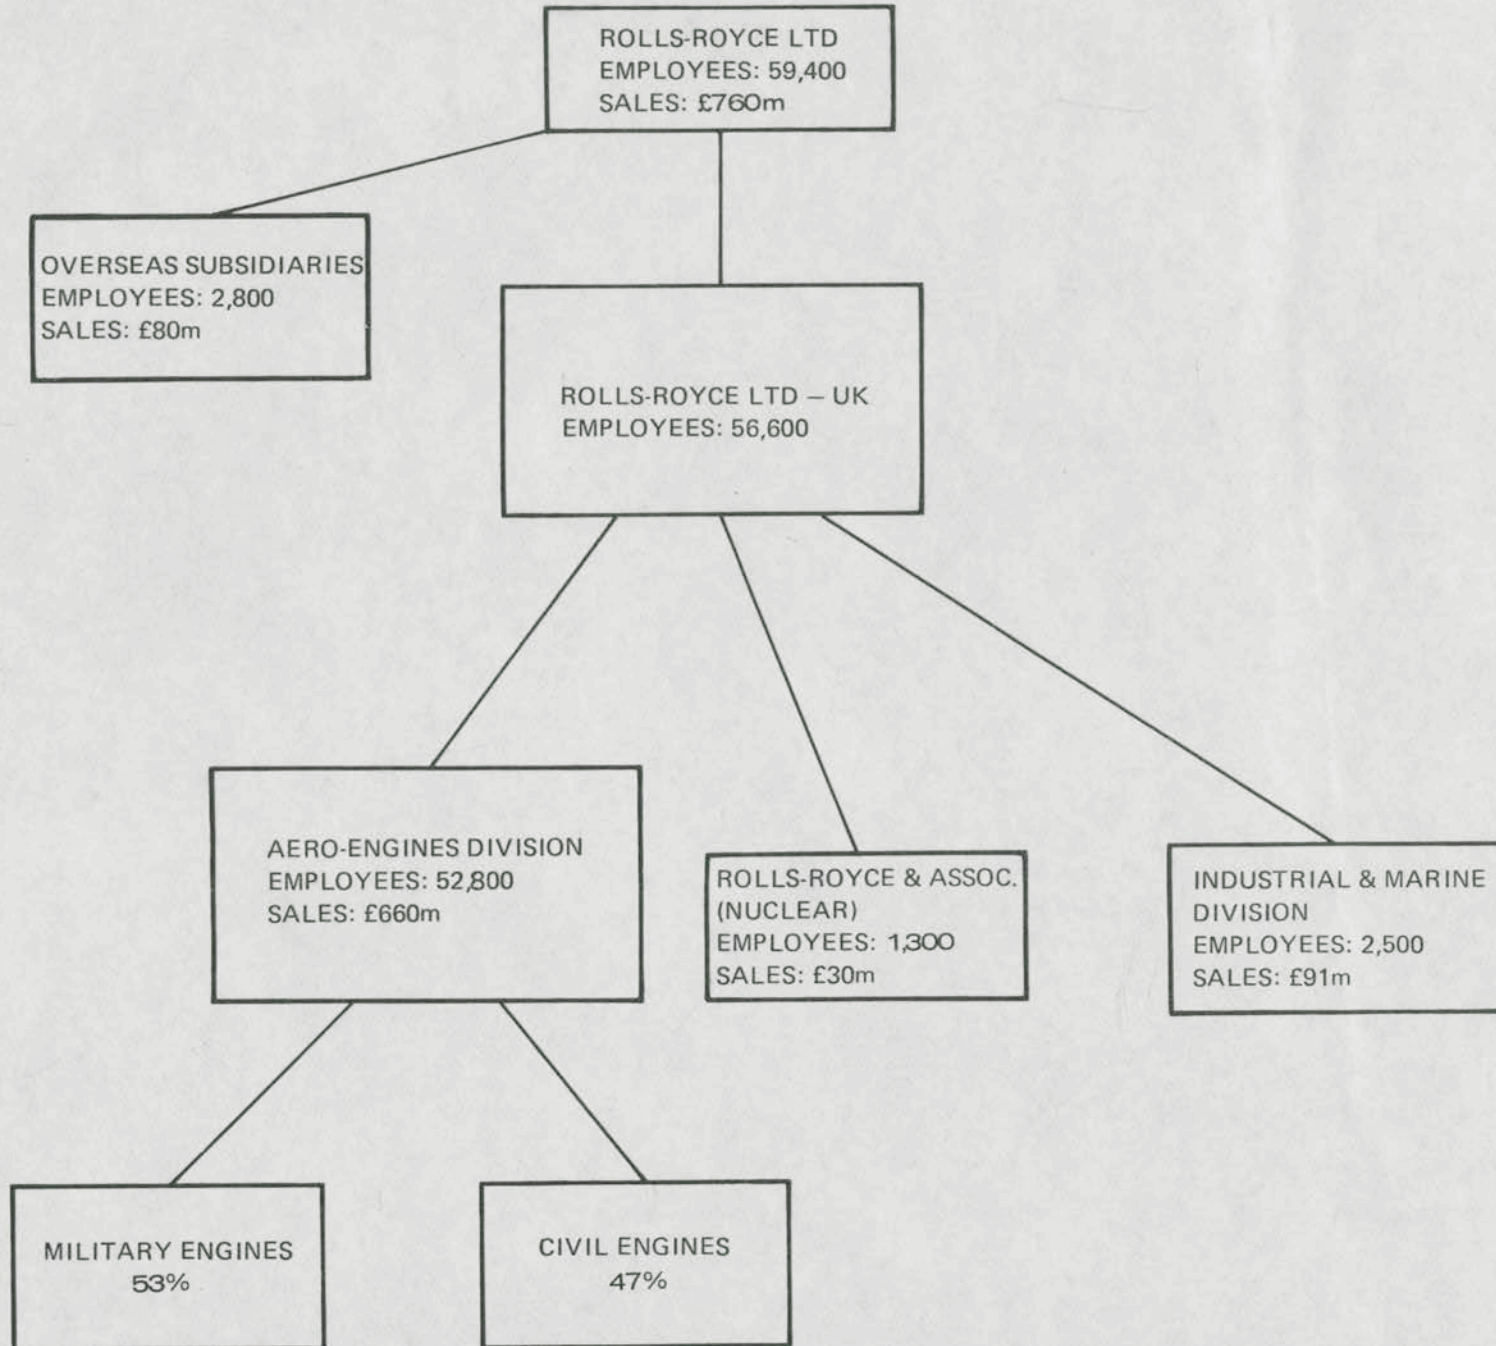 ROLLS-ROYCE LTD
EMPLOYEES: 59,400
SALES: £760m
OVERSEAS SUBSIDIARIES
EMPLOYEES: 2,800
SALES: £80m
ROLLS-ROYCE LTD – UK
EMPLOYEES: 56,600
AERO-ENGINES DIVISION
EMPLOYEES: 52,800
SALES: £660m
ROLLS-ROYCE & ASSOC.
(NUCLEAR)
EMPLOYEES: 1,300
SALES: £30m
INDUSTRIAL & MARINE
DIVISION
EMPLOYEES: 2,500
SALES: £91m
MILITARY ENGINES
53%
CIVIL ENGINES
47%